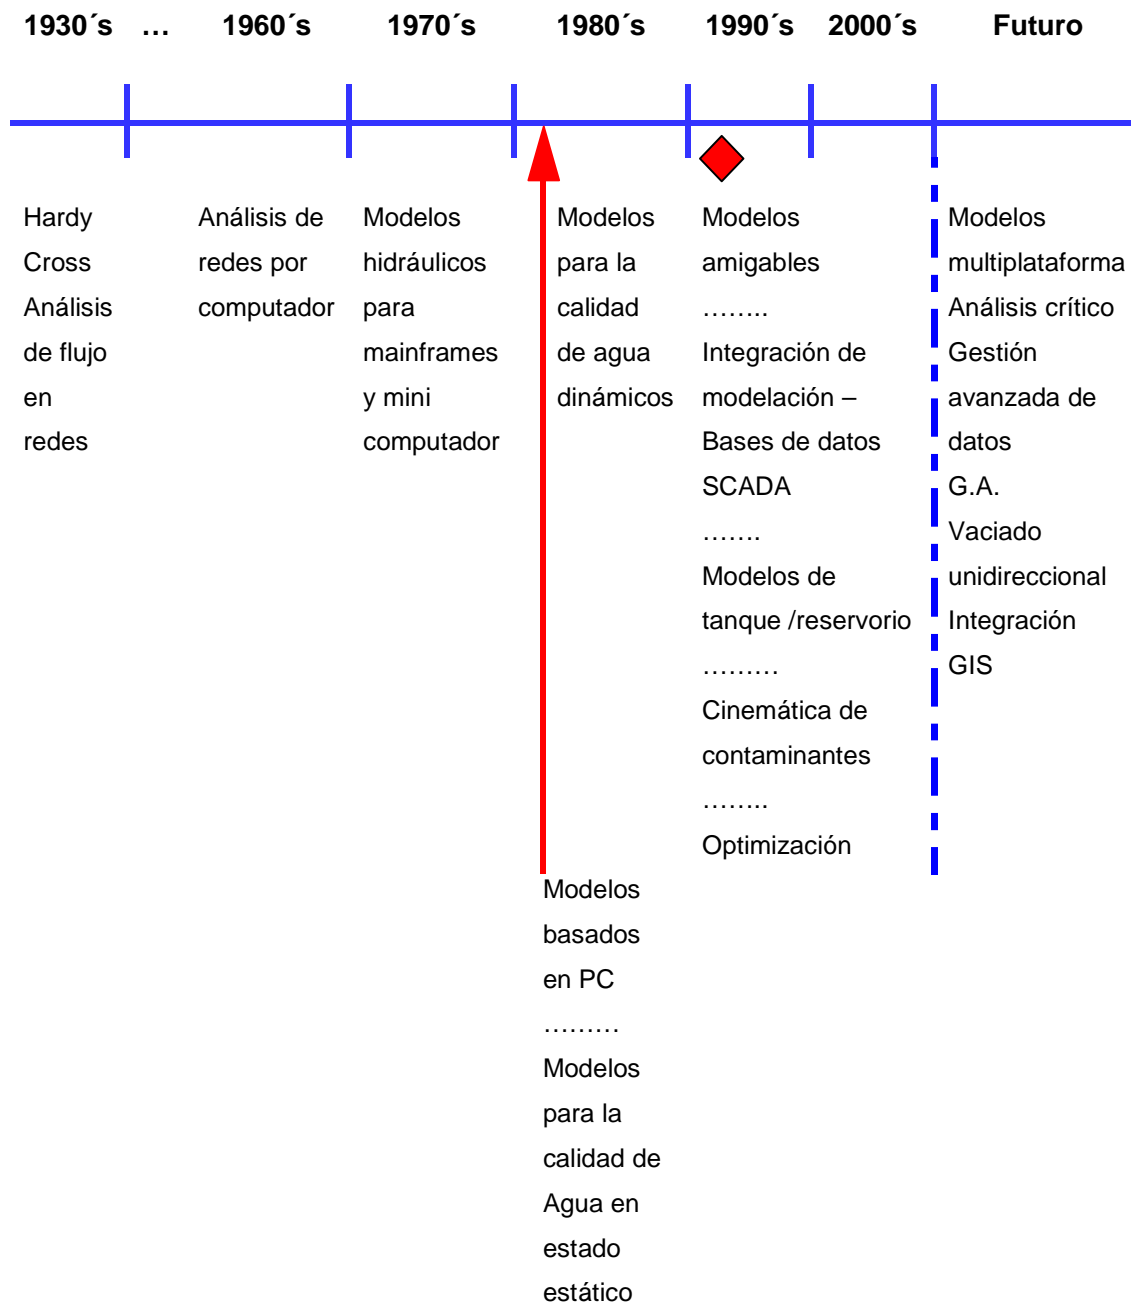 1930´s … 1960´s 1970´s 1980´s 1990´s 2000´s Futuro
Hardy
Cross
Análisis
de flujo
en
redes
Análisis de
redes por
computador
Modelos
hidráulicos
para
mainframes
y mini
computador
Modelos
para la
calidad
de agua
dinámicos
Modelos
amigables
……..
Integración de
modelación –
Bases de datos
SCADA
…….
Modelos de
tanque /reservorio
………
Cinemática de
contaminantes
……..
Optimización
Modelos
multiplataforma
Análisis crítico
Gestión
avanzada de
datos
G.A.
Vaciado
unidireccional
Integración
GIS
Modelos
basados
en PC
………
Modelos
para la
calidad de
Agua en
estado
estático